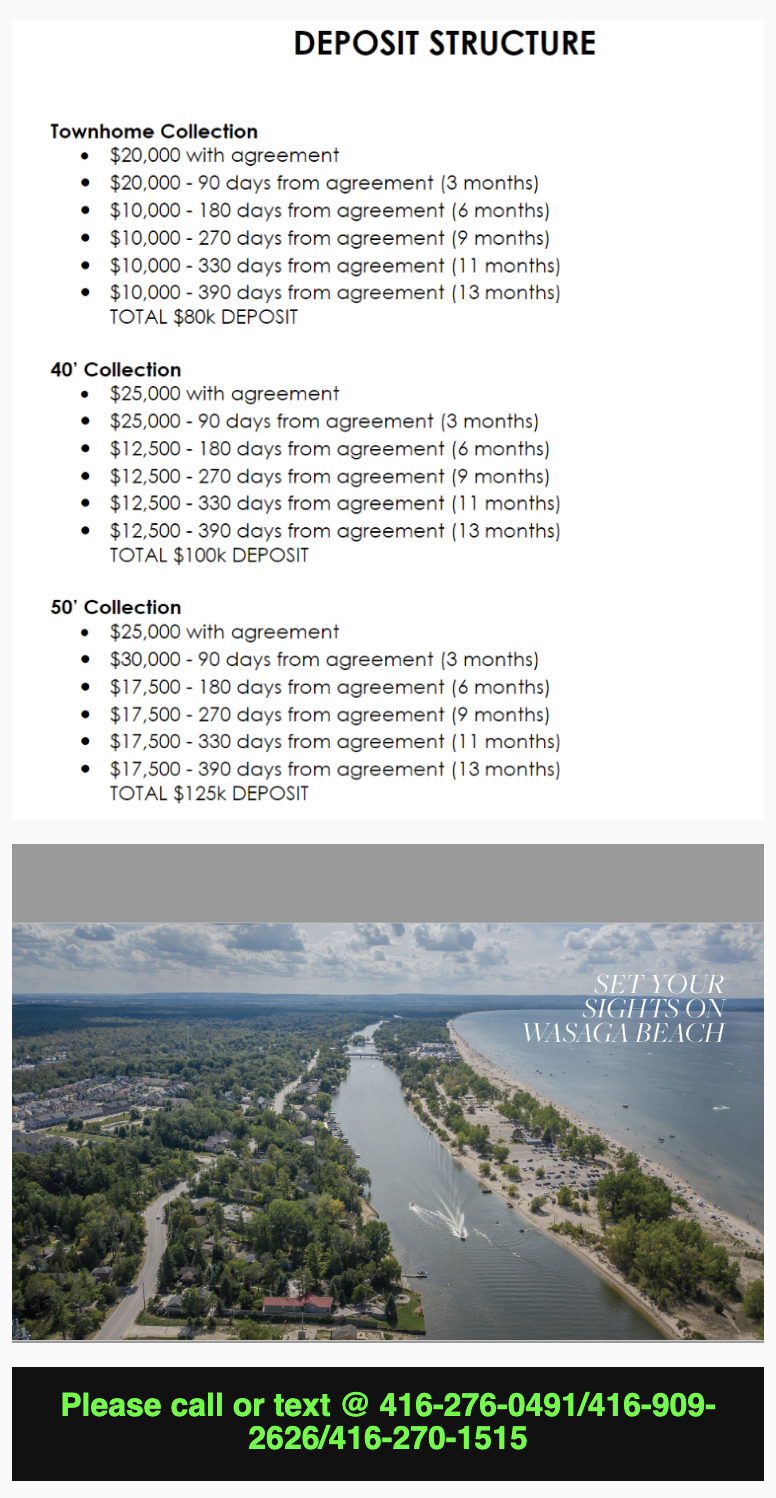 DEPOSIT STRUCTURE
Townhome Collection
• $20,000 with agreement
• $20,000 - 90 days from agreement (3 months)
• $10,000 - 180 days from agreement (6 months)
• $10,000 - 270 days from agreement (9 months)
• $10,000 - 330 days from agreement (11 months)
• $10,000 - 390 days from agreement (13 months)
TOTAL $80k DEPOSIT
40’ Collection
• $25,000 with agreement
• $25,000 - 90 days from agreement (3 months)
• $12,500 - 180 days from agreement (6 months)
• $12,500 - 270 days from agreement (9 months)
• $12,500 - 330 days from agreement (11 months)
• $12,500 - 390 days from agreement (13 months)
TOTAL $100k DEPOSIT
50’ Collection
• $25,000 with agreement
• $30,000 - 90 days from agreement (3 months)
• $17,500 - 180 days from agreement (6 months)
• $17,500 - 270 days from agreement (9 months)
• $17,500 - 330 days from agreement (11 months)
• $17,500 - 390 days from agreement (13 months)
TOTAL $125k DEPOSIT
SET YOUR
SIGHTS ON
WASAGA BEACH
Please call or text @ 416-276-0491/416-909-
2626/416-270-1515